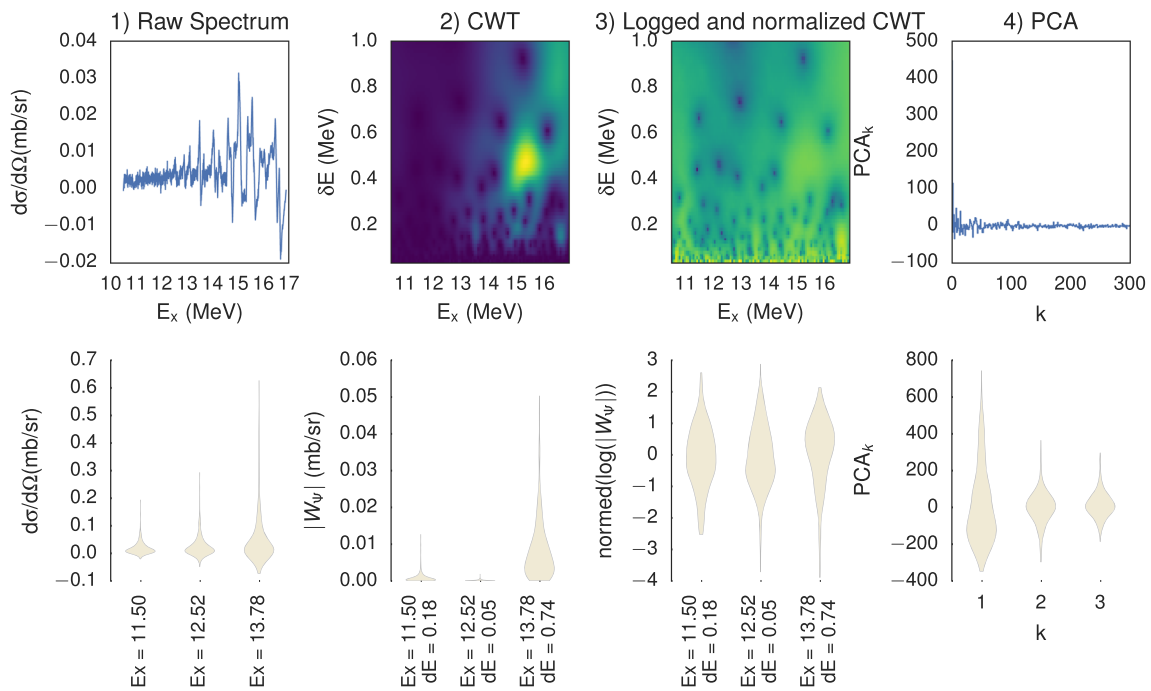 1) Raw Spectrum
2) CWT
3) Logged and normalized CWT
4) PCA
dσ/dΩ(mb/sr)
0.04
0.03
0.02
0.01
0.00
−0.01
−0.02
10 11 12 13 14 15 16 17
Eₓ (MeV)
δE (MeV)
1.0
0.8
0.6
0.4
0.2
11 12 13 14 15 16
Eₓ (MeV)
δE (MeV)
1.0
0.8
0.6
0.4
0.2
11 12 13 14 15 16
Eₓ (MeV)
PCAₖ
500
400
300
200
100
0
−100
0 100 200 300
k
dσ/dΩ(mb/sr)
0.7
0.6
0.5
0.4
0.3
0.2
0.1
0.0
−0.1
Ex = 11.50
Ex = 12.52
Ex = 13.78
|W_Ψ| (mb/sr)
0.06
0.05
0.04
0.03
0.02
0.01
0.00
Ex = 11.50
dE = 0.18
Ex = 12.52
dE = 0.05
Ex = 13.78
dE = 0.74
normed(log(|W_Ψ|))
3
2
1
0
−1
−2
−3
−4
Ex = 11.50
dE = 0.18
Ex = 12.52
dE = 0.05
Ex = 13.78
dE = 0.74
PCAₖ
800
600
400
200
0
−200
−400
1 2 3
k